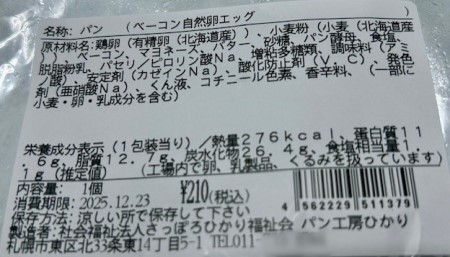 名称: パン　(ベーコン自然卵エッグ　　　)
原材料名: 鶏卵(有精卵(北海道産))、小麦粉(小麦(北海道産
))、ベーコン、マヨネーズ、バター、砂糖、パン酵母、食塩、
脱脂粉乳、パセリ/ピロリン酸Na、増粘多糖類、調味料(アミ
ノ酸)、安定剤(カゼインNa)、酸化防止剤(V.C)、発色
剤(亜硝酸Na)、くん液、コチニール色素、香辛料、(一部に
小麦・卵・乳成分を含む)
栄養成分表示(1包装当り)/熱量276kcal、蛋白質11
.6g、脂質12.7g、炭水化物26.4g、食塩相当量1.
1g(推定値)　(工場内で卵、乳製品、くるみを扱っています)
内容量: 1個
消費期限: 2025.12.23　¥210(税込)
保存方法: 涼しい所で保存して下さい
4 562229 511379
製造者: 社会福祉法人さっぽろひかり福祉会 パン工房ひかり
札幌市東区北33条東14丁目5-1 TEL011-